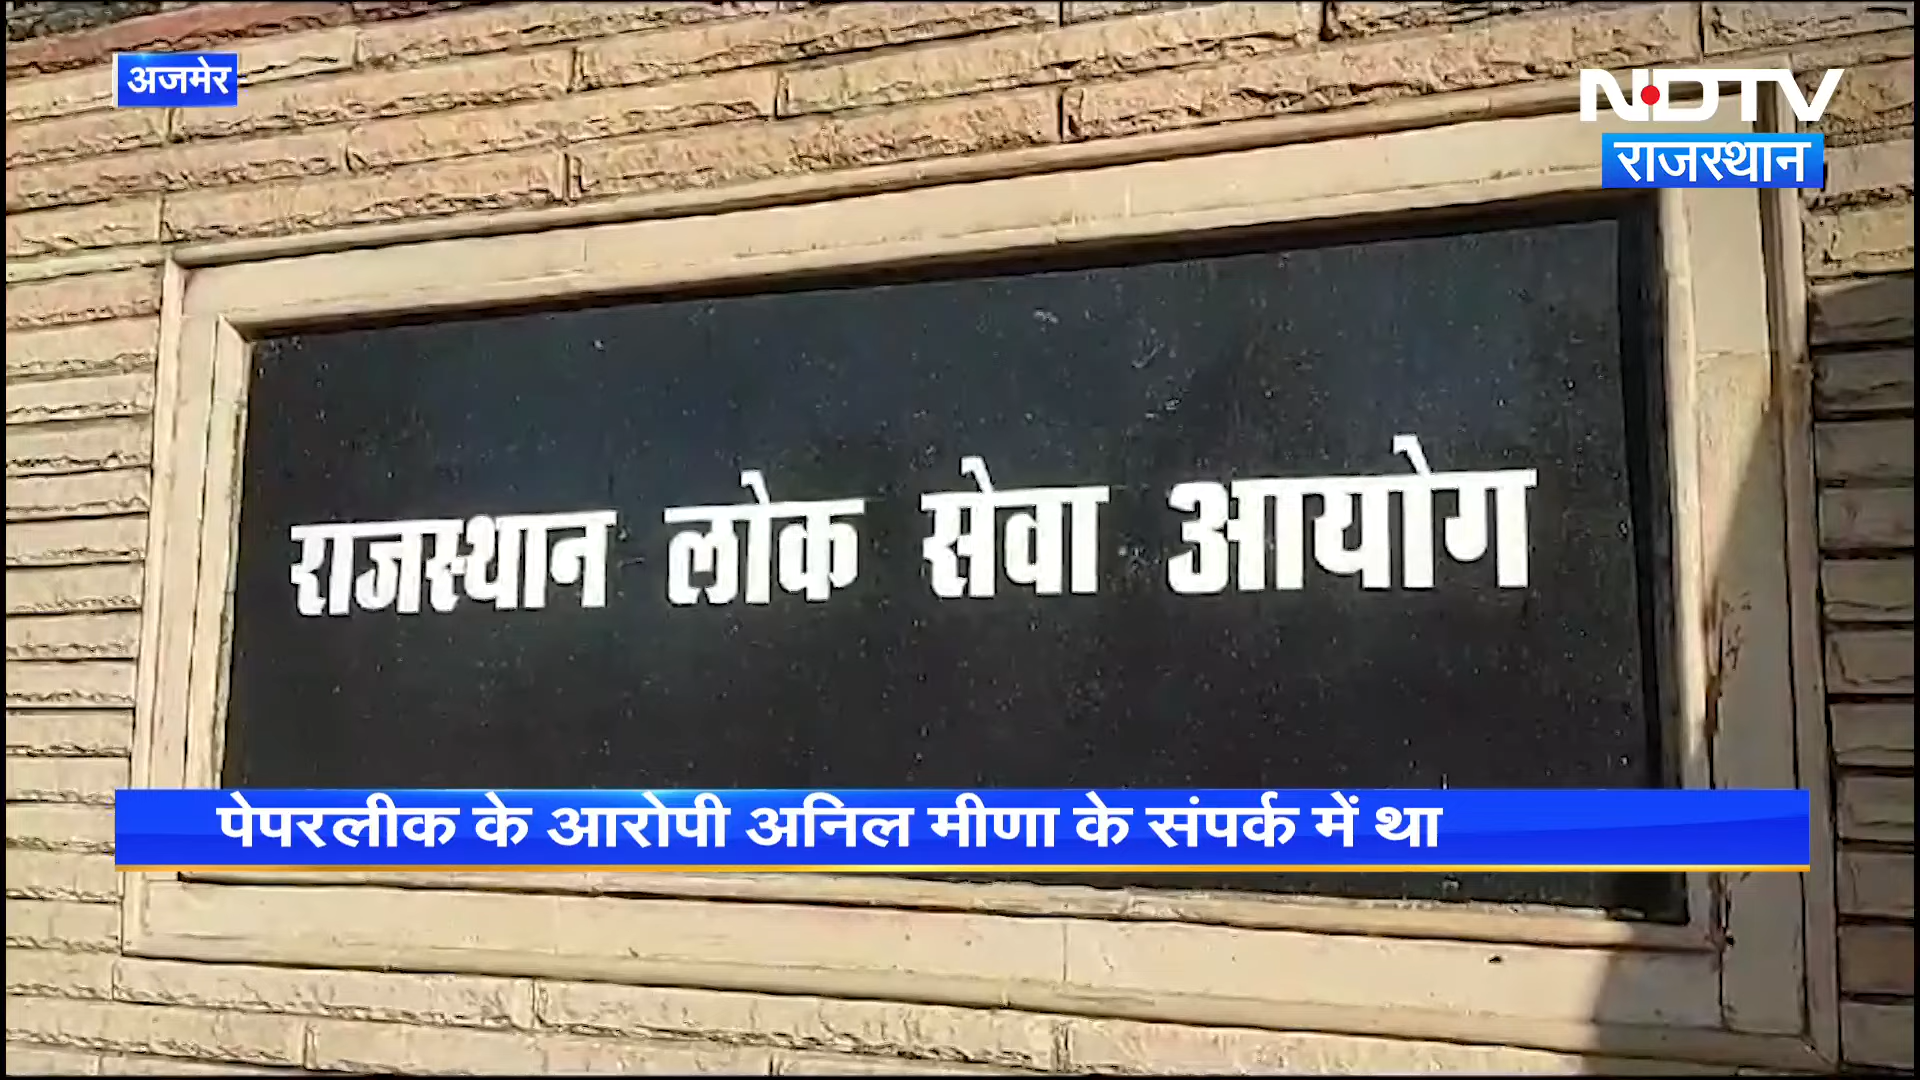 अजमेर
NDTV
राजस्थान
राजस्थान लोक सेवा आयोग
पेपरलीक के आरोपी अनिल मीणा के संपर्क में था